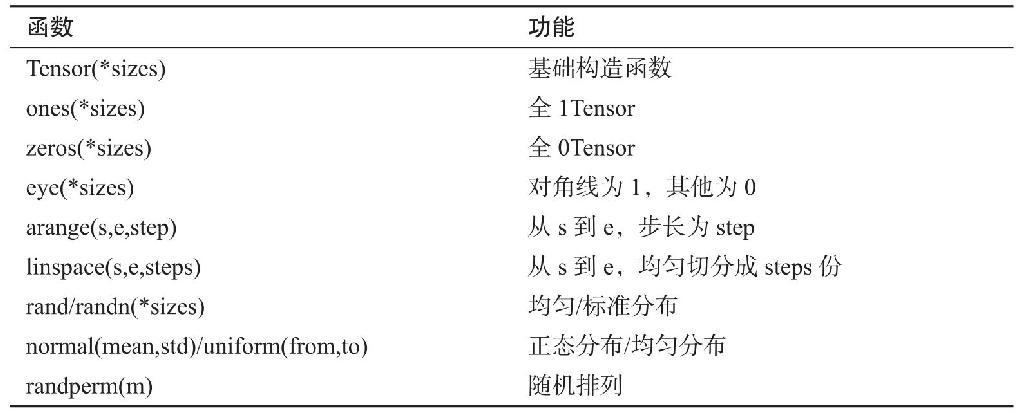 函数 功能
Tensor(*sizes) 基础构造函数
ones(*sizes) 全 1Tensor
zeros(*sizes) 全 0Tensor
eye(*sizes) 对角线为 1，其他为 0
arange(s,e,step) 从 s 到 e，步长为 step
linspace(s,e,steps) 从 s 到 e，均匀切分成 steps 份
rand/randn(*sizes) 均匀/标准分布
normal(mean,std)/uniform(from,to) 正态分布/均匀分布
randperm(m) 随机排列